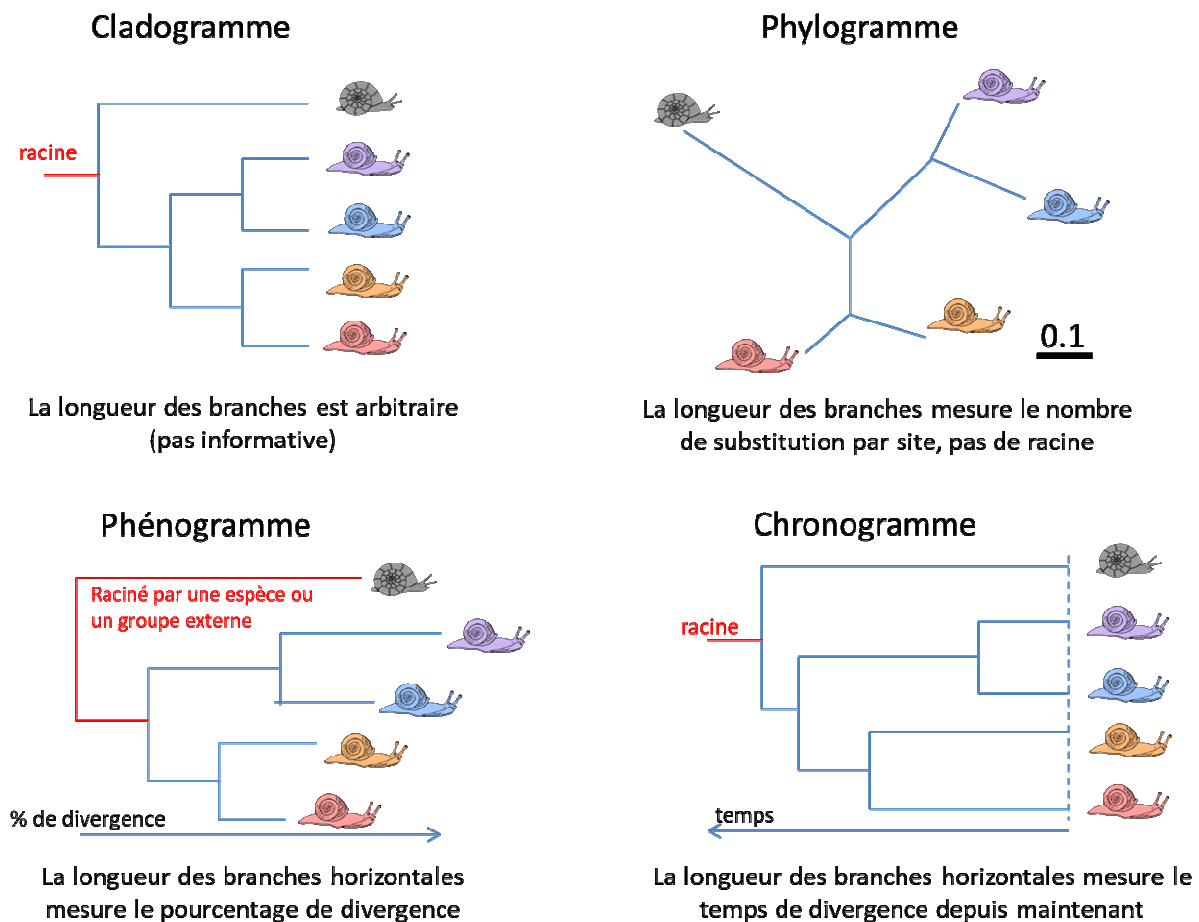 Cladogramme
racine
La longueur des branches est arbitraire
(pas informative)
Phylogramme
0.1
La longueur des branches mesure le nombre
de substitution par site, pas de racine
Phénogramme
Raciné par une espèce ou
un groupe externe
% de divergence
La longueur des branches horizontales
mesure le pourcentage de divergence
Chronogramme
racine
temps
La longueur des branches horizontales mesure le
temps de divergence depuis maintenant